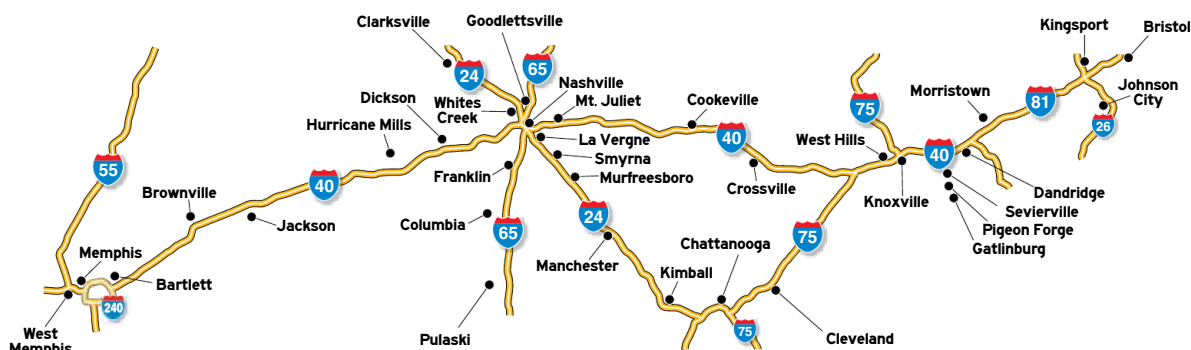 Clarksville
Goodlettsville
Kingsport
Bristol
24
65
Nashville
Dickson
Whites
Creek
Mt. Juliet
Cookeville
75
Morristown
81
Johnson
City
26
Hurricane Mills
La Vergne
40
West Hills
40
55
Smyrna
Franklin
Murfreesboro
Crossville
Knoxville
Dandridge
40
Brownville
Sevierville
Jackson
Columbia
65
24
75
Pigeon Forge
Gatlinburg
Chattanooga
Memphis
Bartlett
Manchester
Kimball
240
West
Memphis
Pulaski
75
Cleveland